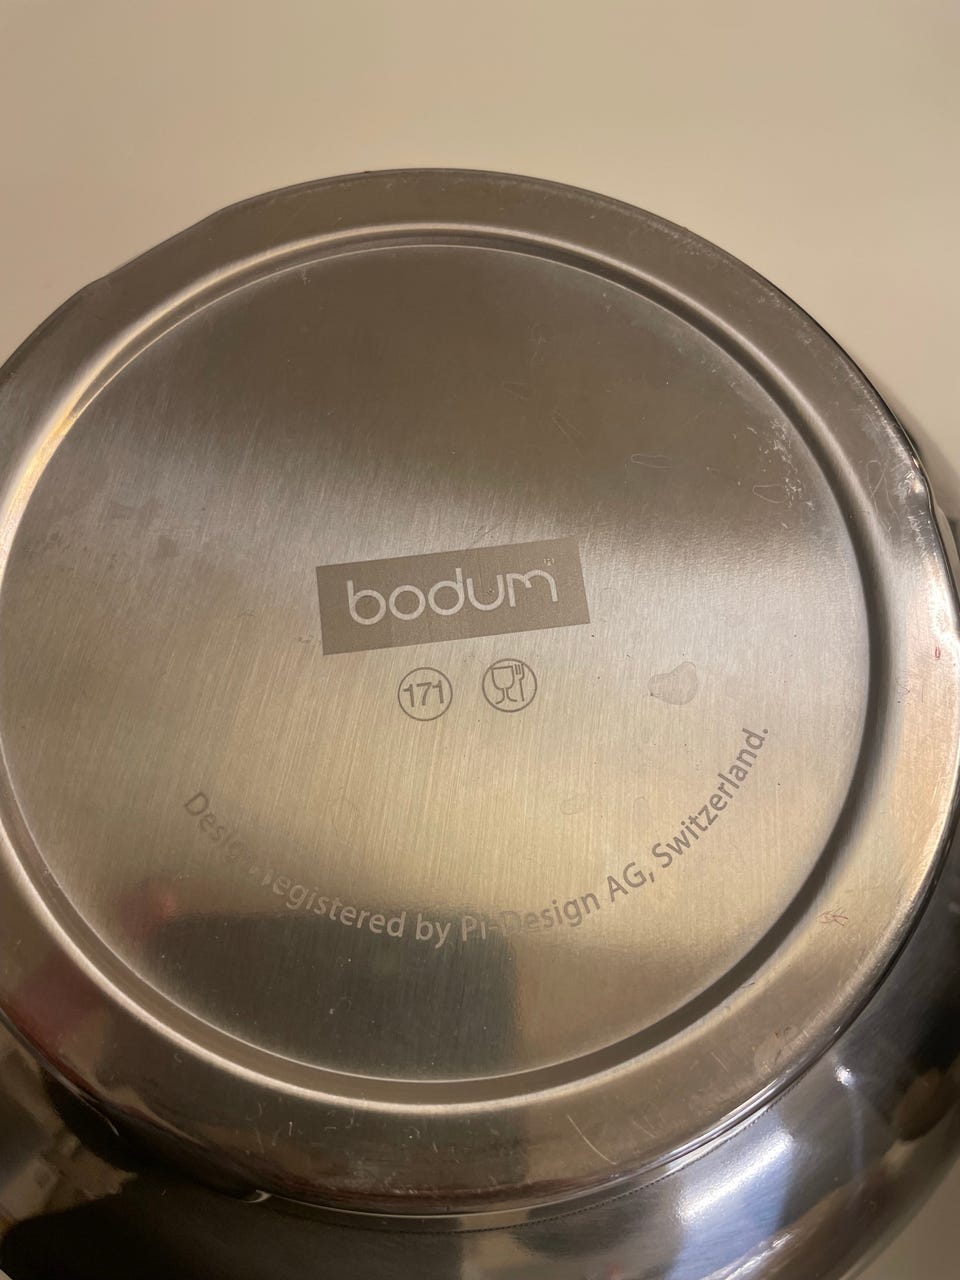 bodum
171
Design registered by Pi-Design AG, Switzerland.